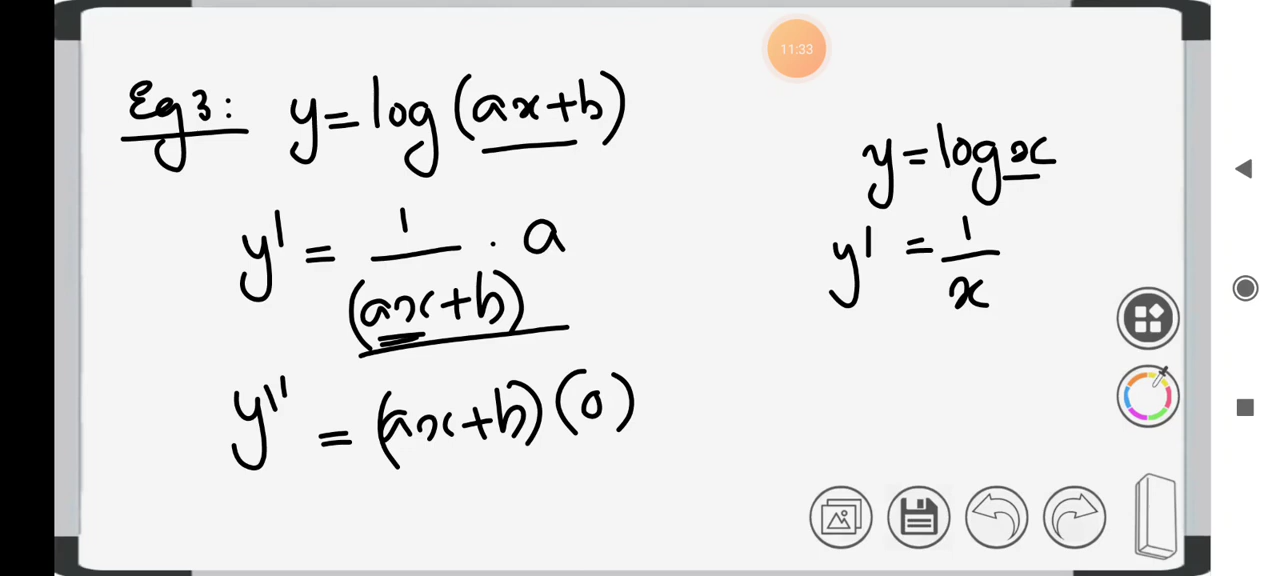 11:33
Eg 3: y = log (ax+b)
y' = 1/(ax+b) · a
y'' = (ax+b)(0)
y = log x
y' = 1/x